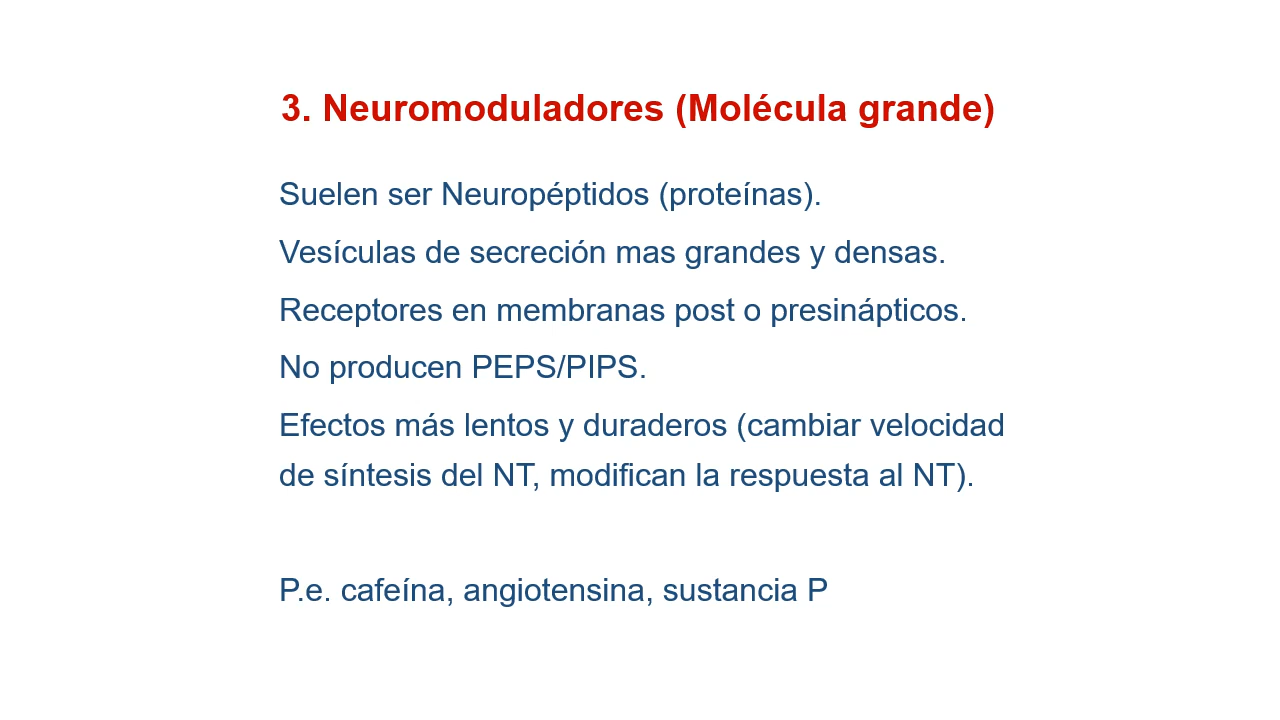 3. Neuromoduladores (Molécula grande)
Suelen ser Neuropéptidos (proteínas).
Vesículas de secreción mas grandes y densas.
Receptores en membranas post o presinápticos.
No producen PEPS/PIPS.
Efectos más lentos y duraderos (cambiar velocidad
de síntesis del NT, modifican la respuesta al NT).
P.e. cafeína, angiotensina, sustancia P